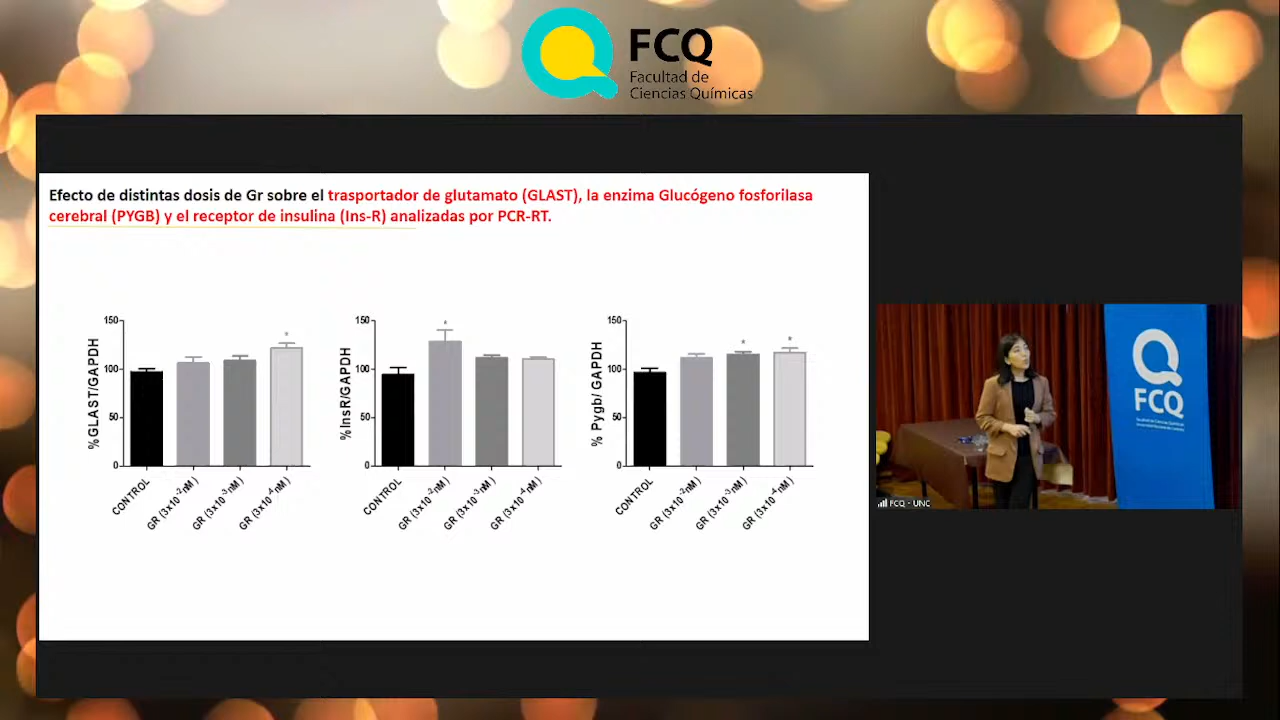 FCQ
Facultad de
Ciencias Químicas
Efecto de distintas dosis de Gr sobre el trasportador de glutamato (GLAST), la enzima Glucógeno fosforilasa
cerebral (PYGB) y el receptor de insulina (Ins-R) analizadas por PCR-RT.
%GLAST/GAPDH
150
100
50
0
CONTROL
GR (3x10⁻²nM)
GR (3x10⁻³nM)
GR (3x10⁻⁴nM)
*
%InsR/GAPDH
150
100
50
0
CONTROL
GR (3x10⁻²nM)
GR (3x10⁻³nM)
GR (3x10⁻⁴nM)
*
% Pygb/ GAPDH
150
100
50
0
CONTROL
GR (3x10⁻²nM)
GR (3x10⁻³nM)
GR (3x10⁻⁴nM)
*
*
FCQ
FCQ - UNC